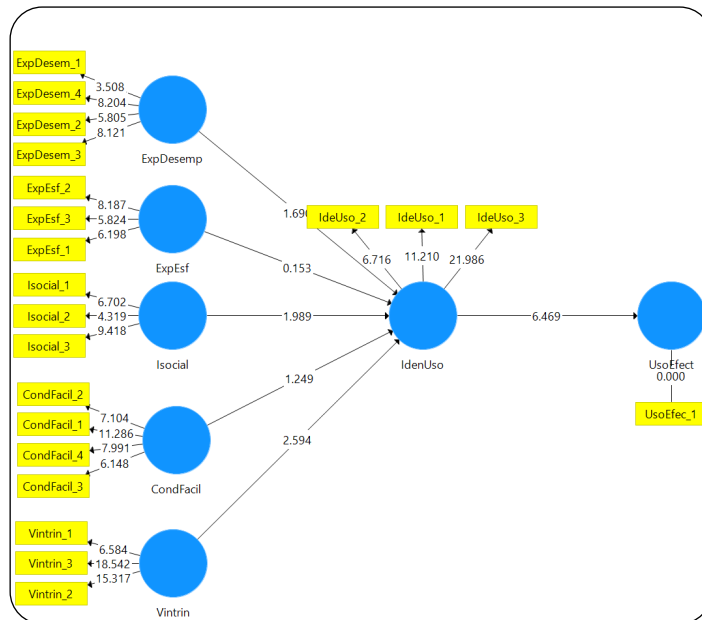 ExpDesem_1
ExpDesem_4
ExpDesem_2
ExpDesem_3
3.508
8.204
5.805
8.121
ExpDesemp
ExpEsf_2
ExpEsf_3
ExpEsf_1
8.187
5.824
6.198
ExpEsf
Isocial_1
Isocial_2
Isocial_3
6.702
4.319
9.418
Isocial
CondFacil_2
CondFacil_1
CondFacil_4
CondFacil_3
7.104
11.286
7.991
6.148
CondFacil
Vintrin_1
Vintrin_3
Vintrin_2
6.584
18.542
15.317
Vintrin
0.153
1.989
1.249
2.594
IdeUso_2
IdeUso_1
IdeUso_3
6.716
11.210
21.986
IdenUso
6.469
UsoEfect
0.000
UsoEfec_1